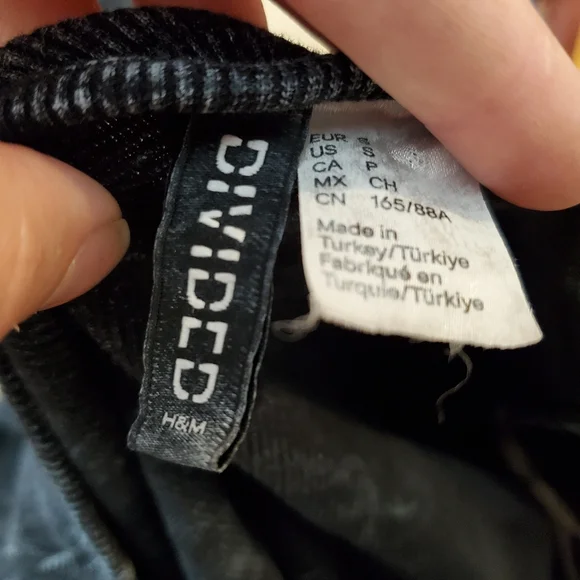 DIVIDED
H&M
EUR S
US S
CA P
MX CH
CN 165/88A
Made in
Turkey/Türkiye
Fabriqué en
Turquie/Türkiye